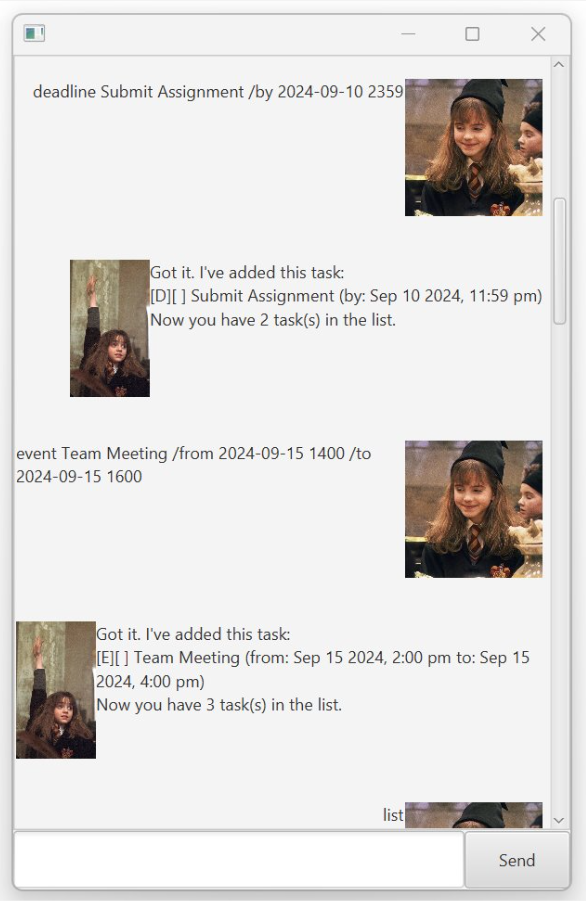 deadline Submit Assignment /by 2024-09-10 2359
Got it. I've added this task:
[D][ ] Submit Assignment (by: Sep 10 2024, 11:59 pm)
Now you have 2 task(s) in the list.
event Team Meeting /from 2024-09-15 1400 /to
2024-09-15 1600
Got it. I've added this task:
[E][ ] Team Meeting (from: Sep 15 2024, 2:00 pm to: Sep 15
2024, 4:00 pm)
Now you have 3 task(s) in the list.
list
Send